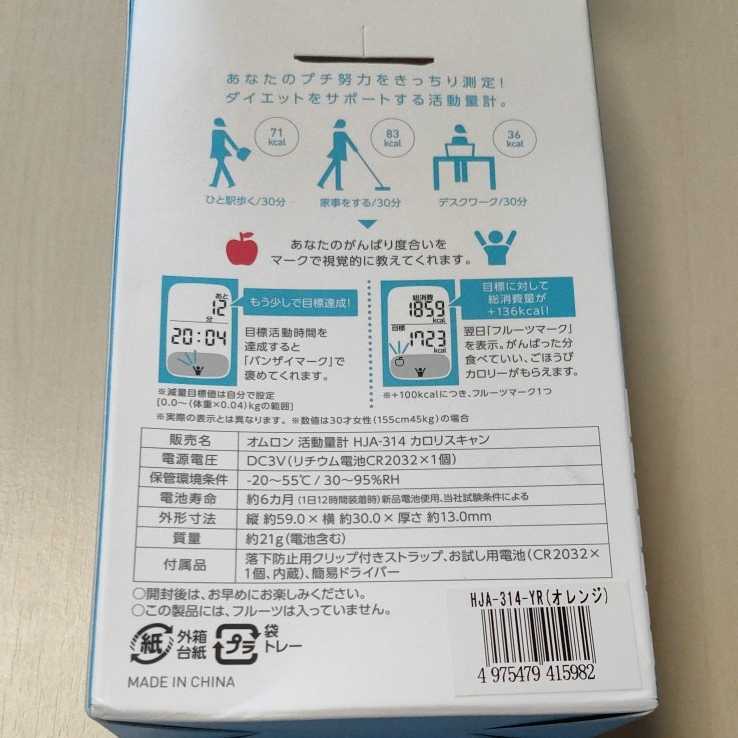 あなたのプチ努力をきっちり測定!
ダイエットをサポートする活動量計。
71 kcal
83 kcal
36 kcal
ひと駅歩く/30分
家事をする/30分
デスクワーク/30分
あなたのがんばり度合いを
マークで視覚的に教えてくれます。
あと
12
分
20:04
もう少しで目標達成!
目標活動時間を
達成すると
「バンザイマーク」で
褒めてくれます。
※減量目標値は自分で設定
[0.0〜(体重×0.04)kgの範囲]
総消費
1859
kcal
目標
1723
kcal
目標に対して
総消費量が
+136kcal!
翌日「フルーツマーク」
を表示。がんばった分
食べていい、ごほうび
カロリーがもらえます。
※+100kcalにつき、フルーツマーク1つ
※実際の表示とは異なります。※数値は30才女性(155cm45kg)の場合
販売名 オムロン 活動量計 HJA-314 カロリスキャン
電源電圧 DC3V(リチウム電池CR2032×1個)
保管環境条件 -20〜55℃/30〜95%RH
電池寿命 約6カ月(1日12時間装着時)新品電池使用、当社試験条件による
外形寸法 縦 約59.0×横 約30.0×厚さ 約13.0mm
質量 約21g(電池含む)
付属品 落下防止用クリップ付きストラップ、お試し用電池(CR2032×
1個、内蔵)、簡易ドライバー
○開封後は、お早めにお楽しみください。
○この製品には、フルーツは入っていません。
紙 外箱
台紙
プラ 袋
トレー
MADE IN CHINA
HJA-314-YR(オレンジ)
4 975479 415982